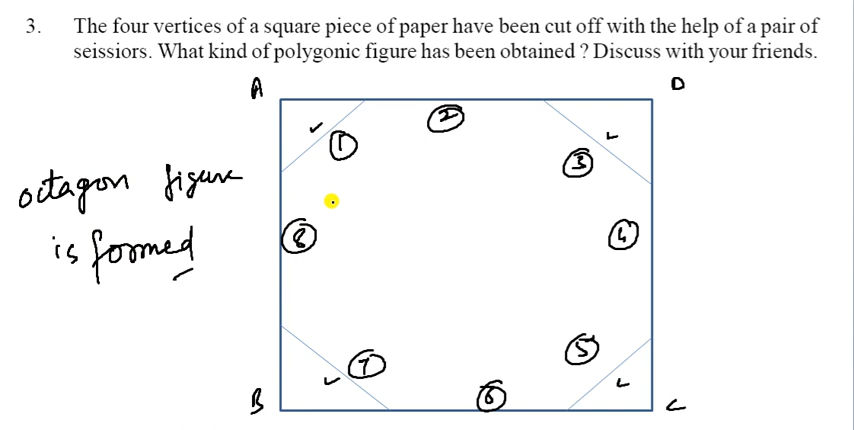 3. The four vertices of a square piece of paper have been cut off with the help of a pair of
seissiors. What kind of polygonic figure has been obtained ? Discuss with your friends.
A
D
2
1
3
octagon figure
is formed
8
4
5
7
6
B
C